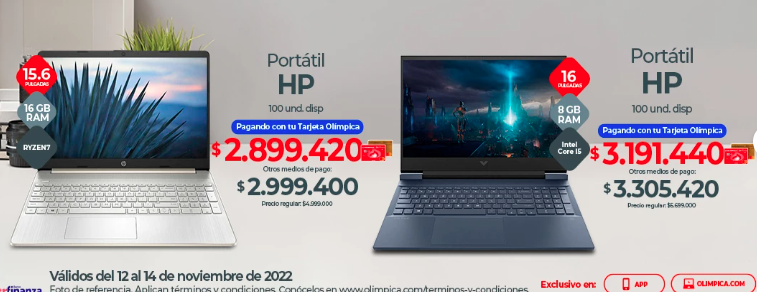 15.6
PULGADAS
16 GB
RAM
RYZEN7
hp
Portátil
HP
100 und. disp
Pagando con tu Tarjeta Olímpica
$2.899.420
Otros medios de pago:
$2.999.400
Precio regular: $4.999.000
16
PULGADAS
8 GB
RAM
Intel
Core i5
Portátil
HP
100 und. disp
Pagando con tu Tarjeta Olímpica
$3.191.440
Otros medios de pago:
$3.305.420
Precio regular: $5.699.000
Válidos del 12 al 14 de noviembre de 2022
Foto de referencia. Aplican términos y condiciones. Conócelos en www.olimpica.com/terminos-y-condiciones.
Exclusivo en:
APP
OLIMPICA.COM